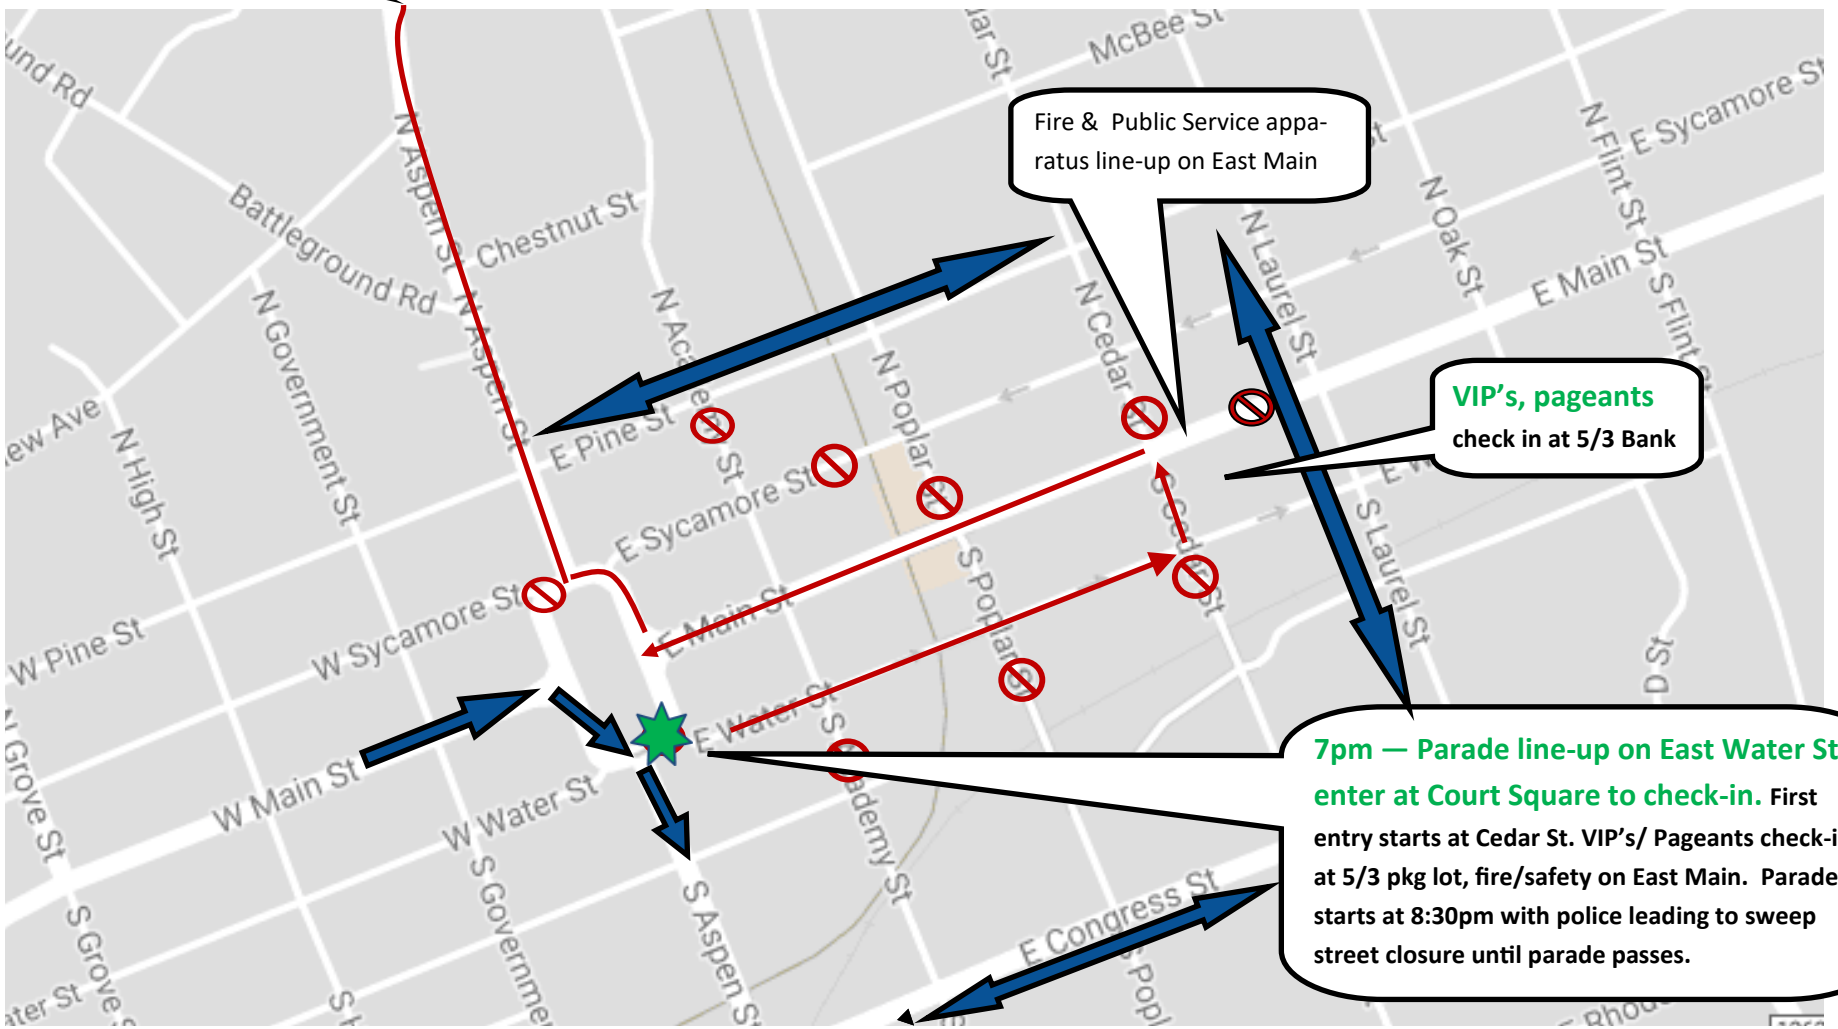 McBee St
E Sycamore St
Fire & Public Service appa-
ratus line-up on East Main
N Aspen St
N Flint St
Battleground Rd
Chestnut St
N Laurel St
N Oak St
E Main St
S Flint St
N Government St
N Aspen St
N Cedar St
N Poplar St
VIP's, pageants
check in at 5/3 Bank
N High St
E Pine St
E Sycamore St
S Cedar St
S Laurel St
W Pine St
W Sycamore St
E Main St
S Poplar St
D St
N Grove St
E Water St
S Academy St
W Main St
W Water St
7pm — Parade line-up on East Water St
enter at Court Square to check-in. First
entry starts at Cedar St. VIP's/ Pageants check-i
at 5/3 pkg lot, fire/safety on East Main. Parade
starts at 8:30pm with police leading to sweep
street closure until parade passes.
S Grove St
S Governme
S Aspen St
E Congress St
S Popl